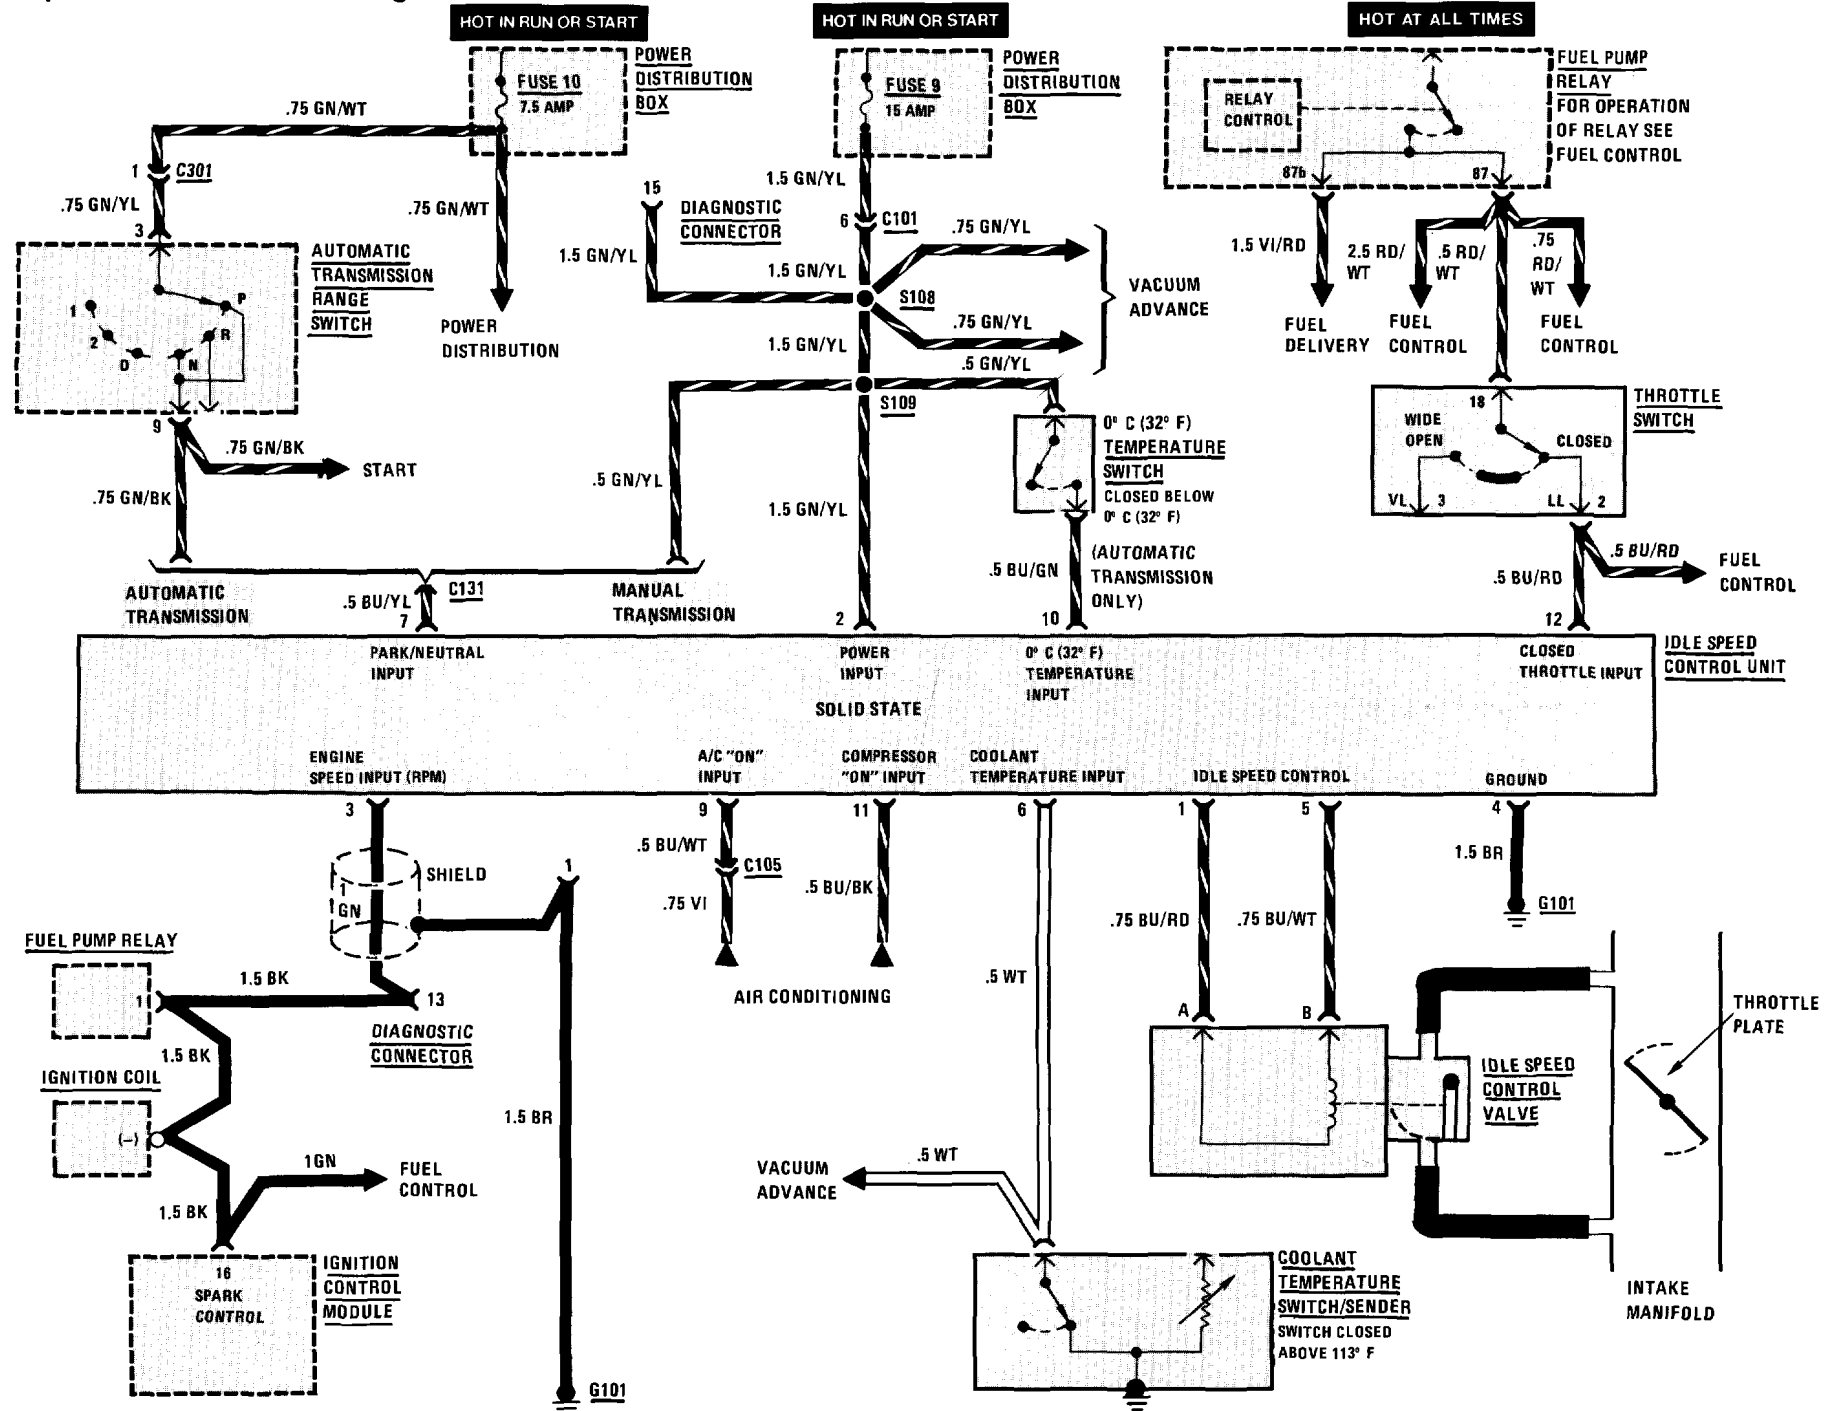 HOT IN RUN OR START
HOT IN RUN OR START
HOT AT ALL TIMES
FUSE 10
7.5 AMP
POWER
DISTRIBUTION
BOX
FUSE 9
15 AMP
POWER
DISTRIBUTION
BOX
RELAY
CONTROL
87b
87
FUEL PUMP
RELAY
FOR OPERATION
OF RELAY SEE
FUEL CONTROL
.75 GN/WT
1
C301
.75 GN/YL
3
.75 GN/WT
POWER
DISTRIBUTION
AUTOMATIC
TRANSMISSION
RANGE
SWITCH
P
R
N
D
2
1
9
.75 GN/BK
START
.75 GN/BK
15
DIAGNOSTIC
CONNECTOR
1.5 GN/YL
1.5 GN/YL
6
C101
1.5 GN/YL
.75 GN/YL
S108
.75 GN/YL
VACUUM
ADVANCE
1.5 GN/YL
.5 GN/YL
S109
.5 GN/YL
1.5 GN/YL
0° C (32° F)
TEMPERATURE
SWITCH
CLOSED BELOW
0° C (32° F)
.5 BU/GN
(AUTOMATIC
TRANSMISSION
ONLY)
1.5 VI/RD
2.5 RD/
WT
.5 RD/
WT
.75
RD/
WT
FUEL
DELIVERY
FUEL
CONTROL
FUEL
CONTROL
18
WIDE
OPEN
CLOSED
VL
3
LL
2
THROTTLE
SWITCH
.5 BU/RD
.5 BU/RD
FUEL
CONTROL
AUTOMATIC
TRANSMISSION
.5 BU/YL
C131
MANUAL
TRANSMISSION
7
2
10
12
PARK/NEUTRAL
INPUT
POWER
INPUT
0° C (32° F)
TEMPERATURE
INPUT
CLOSED
THROTTLE INPUT
IDLE SPEED
CONTROL UNIT
SOLID STATE
ENGINE
SPEED INPUT (RPM)
A/C "ON"
INPUT
COMPRESSOR
"ON" INPUT
COOLANT
TEMPERATURE INPUT
IDLE SPEED CONTROL
GROUND
3
9
11
6
1
5
4
SHIELD
1
GN
1
.5 BU/WT
C105
.75 VI
.5 BU/BK
AIR CONDITIONING
.5 WT
.75 BU/RD
.75 BU/WT
1.5 BR
G101
FUEL PUMP RELAY
1
1.5 BK
13
DIAGNOSTIC
CONNECTOR
1.5 BK
IGNITION COIL
(–)
1.5 BR
1GN
FUEL
CONTROL
1.5 BK
16
SPARK
CONTROL
IGNITION
CONTROL
MODULE
G101
VACUUM
ADVANCE
.5 WT
A
B
IDLE SPEED
CONTROL
VALVE
THROTTLE
PLATE
INTAKE
MANIFOLD
COOLANT
TEMPERATURE
SWITCH/SENDER
SWITCH CLOSED
ABOVE 113° F